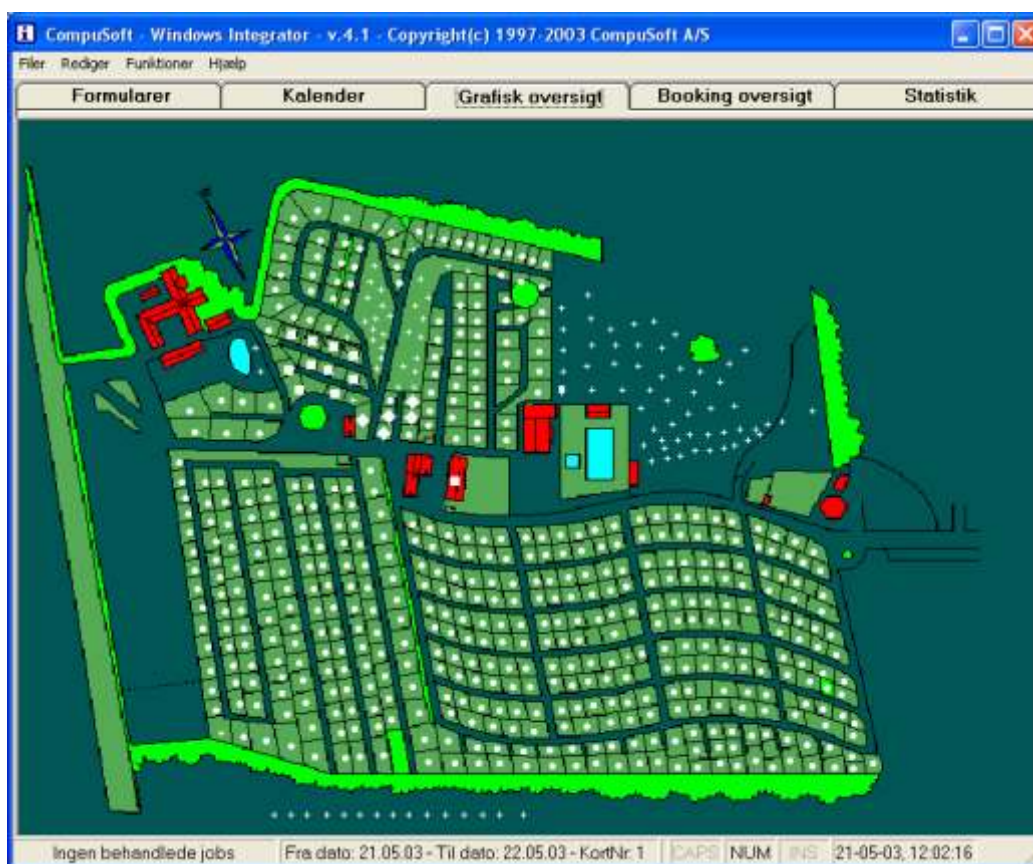 CompuSoft - Windows Integrator - v.4.1 - Copyright(c) 1997-2003 CompuSoft A/S
Filer Rediger Funktioner Hjælp
Formularer Kalender Grafisk oversigt Booking oversigt Statistik
Ingen behandlede jobs Fra dato: 21.05.03 - Til dato: 22.05.03 - KortNr: 1 CAPS NUM INS 21-05-03, 12:02:16